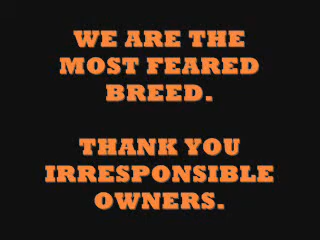 WE ARE THE
MOST FEARED
BREED.
THANK YOU
IRRESPONSIBLE
OWNERS.